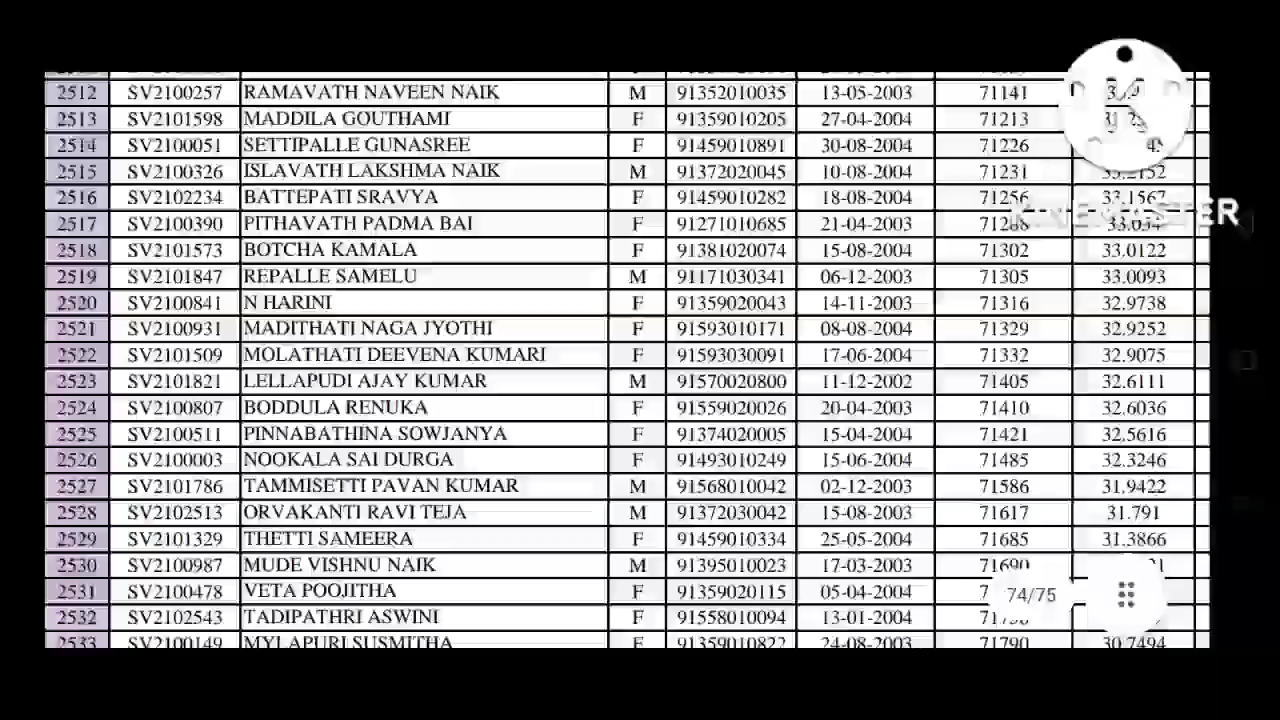 2512 SV2100257 RAMAVATH NAVEEN NAIK M 91352010035 13-05-2003 71141
2513 SV2101598 MADDILA GOUTHAMI F 91359010205 27-04-2004 71213
2514 SV2100051 SETTIPALLE GUNASREE F 91459010891 30-08-2004 71226
2515 SV2100326 ISLAVATH LAKSHMA NAIK M 91372020045 10-08-2004 71231 33.2152
2516 SV2102234 BATTEPATI SRAVYA F 91459010282 18-08-2004 71256 33.1567
2517 SV2100390 PITHAVATH PADMA BAI F 91271010685 21-04-2003 71288 33.034
KINEMASTER
2518 SV2101573 BOTCHA KAMALA F 91381020074 15-08-2004 71302 33.0122
2519 SV2101847 REPALLE SAMELU M 91171030341 06-12-2003 71305 33.0093
2520 SV2100841 N HARINI F 91359020043 14-11-2003 71316 32.9738
2521 SV2100931 MADITHATI NAGA JYOTHI F 91593010171 08-08-2004 71329 32.9252
2522 SV2101509 MOLATHATI DEEVENA KUMARI F 91593030091 17-06-2004 71332 32.9075
2523 SV2101821 LELLAPUDI AJAY KUMAR M 91570020800 11-12-2002 71405 32.6111
2524 SV2100807 BODDULA RENUKA F 91559020026 20-04-2003 71410 32.6036
2525 SV2100511 PINNABATHINA SOWJANYA F 91374020005 15-04-2004 71421 32.5616
2526 SV2100003 NOOKALA SAI DURGA F 91493010249 15-06-2004 71485 32.3246
2527 SV2101786 TAMMISETTI PAVAN KUMAR M 91568010042 02-12-2003 71586 31.9422
2528 SV2102513 ORVAKANTI RAVI TEJA M 91372030042 15-08-2003 71617 31.791
2529 SV2101329 THETTI SAMEERA F 91459010334 25-05-2004 71685 31.3866
2530 SV2100987 MUDE VISHNU NAIK M 91395010023 17-03-2003 71690
2531 SV2100478 VETA POOJITHA F 91359020115 05-04-2004
74/75
2532 SV2102543 TADIPATHRI ASWINI F 91558010094 13-01-2004
2533 SV2100149 MYLAPURI SUSMITHA F 91359010822 24-08-2003 71790 30.7494